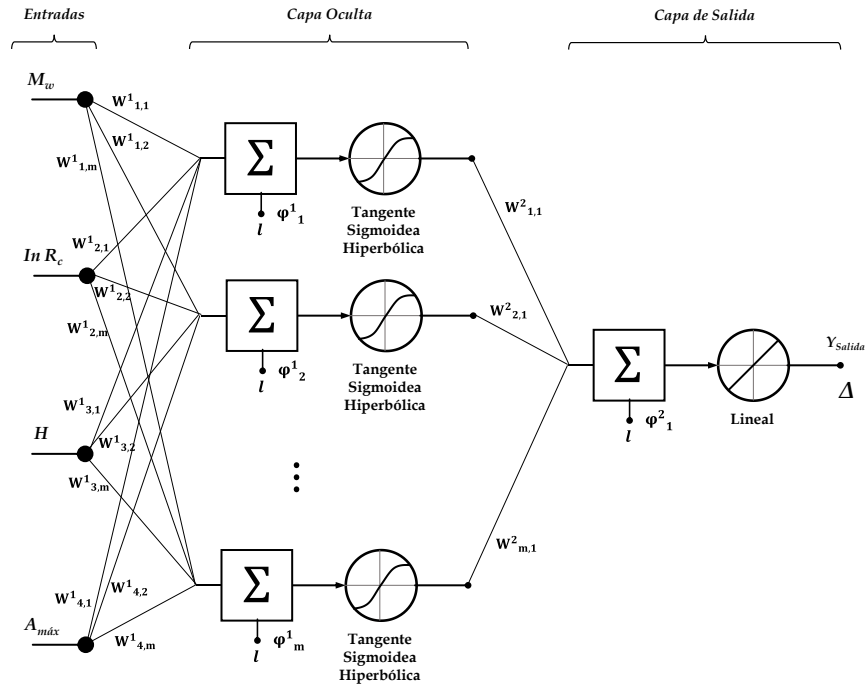 Entradas
Capa Oculta
Capa de Salida
M_w
W¹₁,₁
W¹₁,₂
W¹₁,m
Σ
l
φ¹₁
Tangente
Sigmoidea
Hiperbólica
W²₁,₁
In R_c
W¹₂,₁
W¹₂,₂
W¹₂,m
Σ
l
φ¹₂
Tangente
Sigmoidea
Hiperbólica
W²₂,₁
Σ
l
φ²₁
Lineal
Y_Salida
Δ
H
W¹₃,₁
W¹₃,₂
W¹₃,m
W²m,₁
A_máx
W¹₄,₁
W¹₄,₂
W¹₄,m
Σ
l
φ¹m
Tangente
Sigmoidea
Hiperbólica